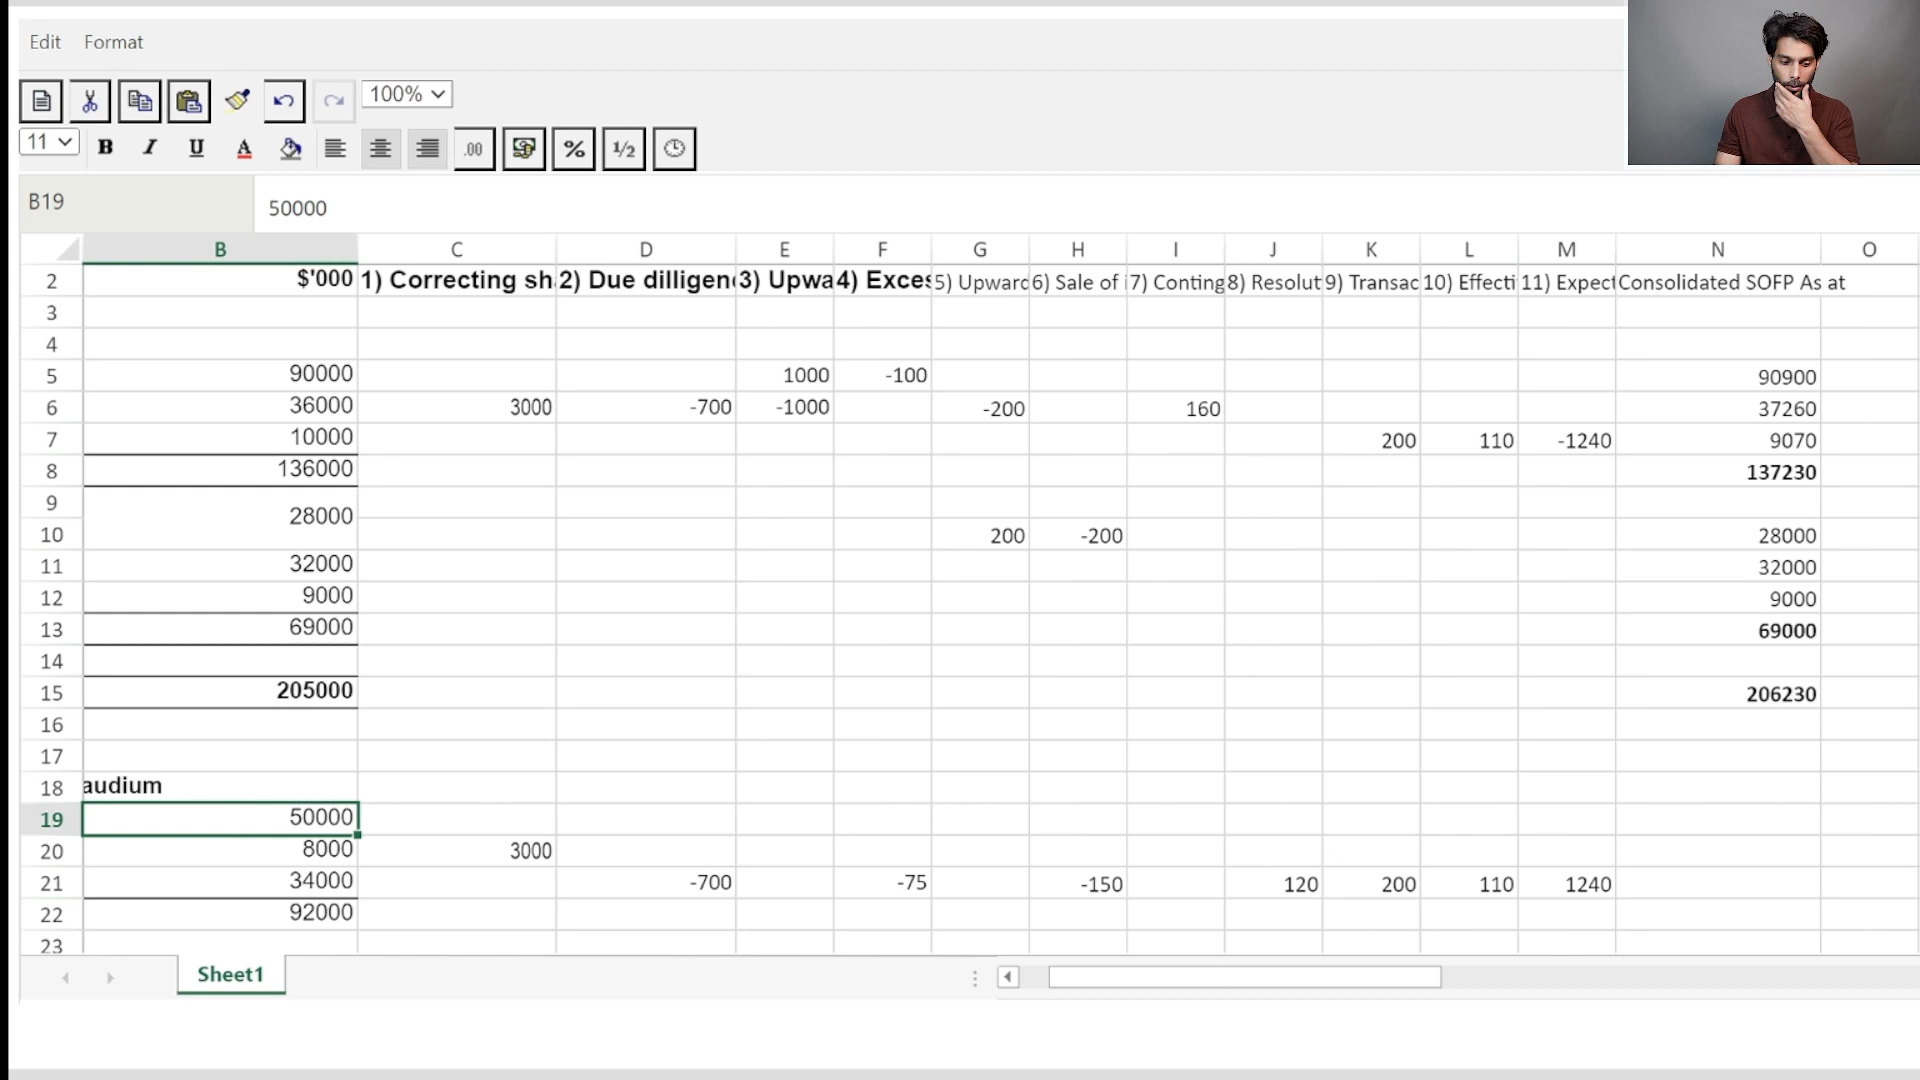 Edit Format
100%
11 B I U A .00 % 1/2
B19 50000
B C D E F G H I J K L M N O
2 $'000 1) Correcting sh 2) Due dilligen 3) Upwa 4) Exces 5) Upward 6) Sale of i 7) Conting 8) Resolut 9) Transac 10) Effecti 11) Expect Consolidated SOFP As at
3
4
5 90000 1000 -100 90900
6 36000 3000 -700 -1000 -200 160 37260
7 10000 200 110 -1240 9070
8 136000 137230
9 28000
10 200 -200 28000
11 32000 32000
12 9000 9000
13 69000 69000
14
15 205000 206230
16
17
18 audium
19 50000
20 8000 3000
21 34000 -700 -75 -150 120 200 110 1240
22 92000
23
Sheet1